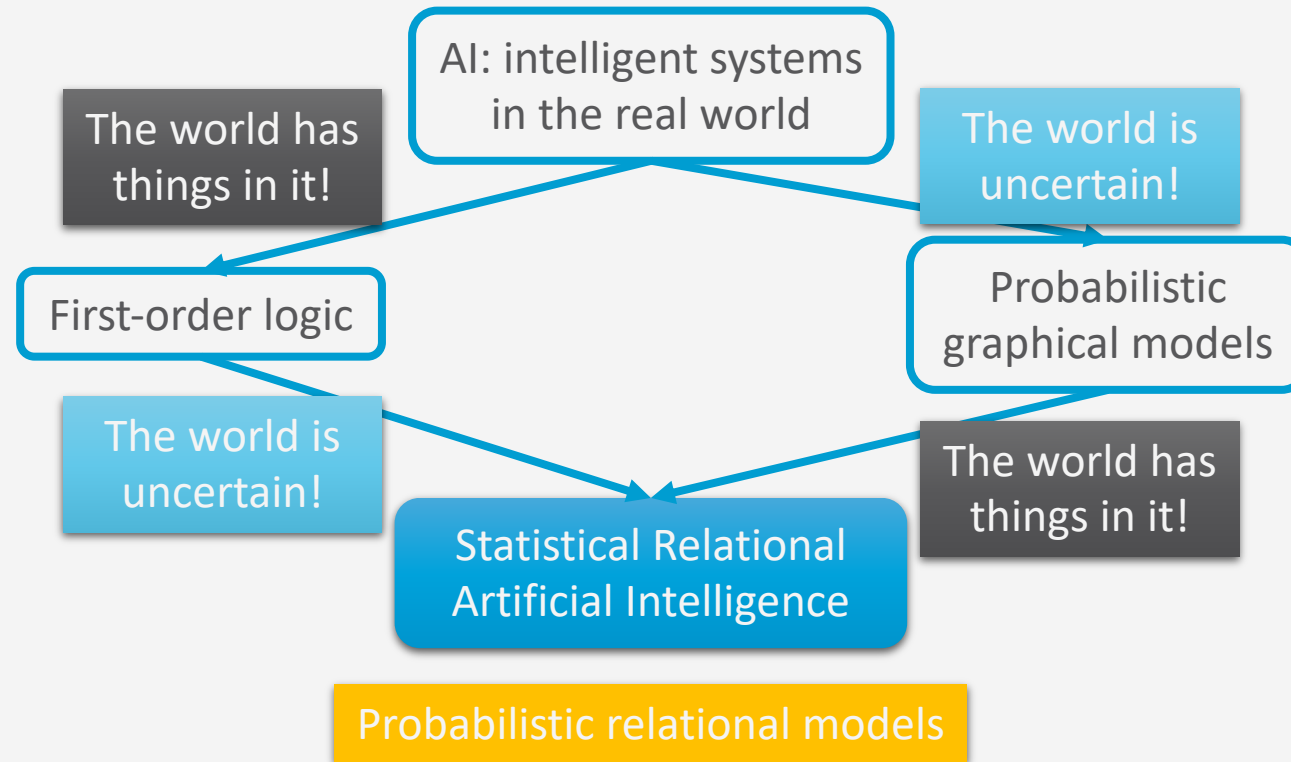 AI: intelligent systems
in the real world
The world has
things in it!
The world is
uncertain!
First-order logic
Probabilistic
graphical models
The world is
uncertain!
The world has
things in it!
Statistical Relational
Artificial Intelligence
Probabilistic relational models